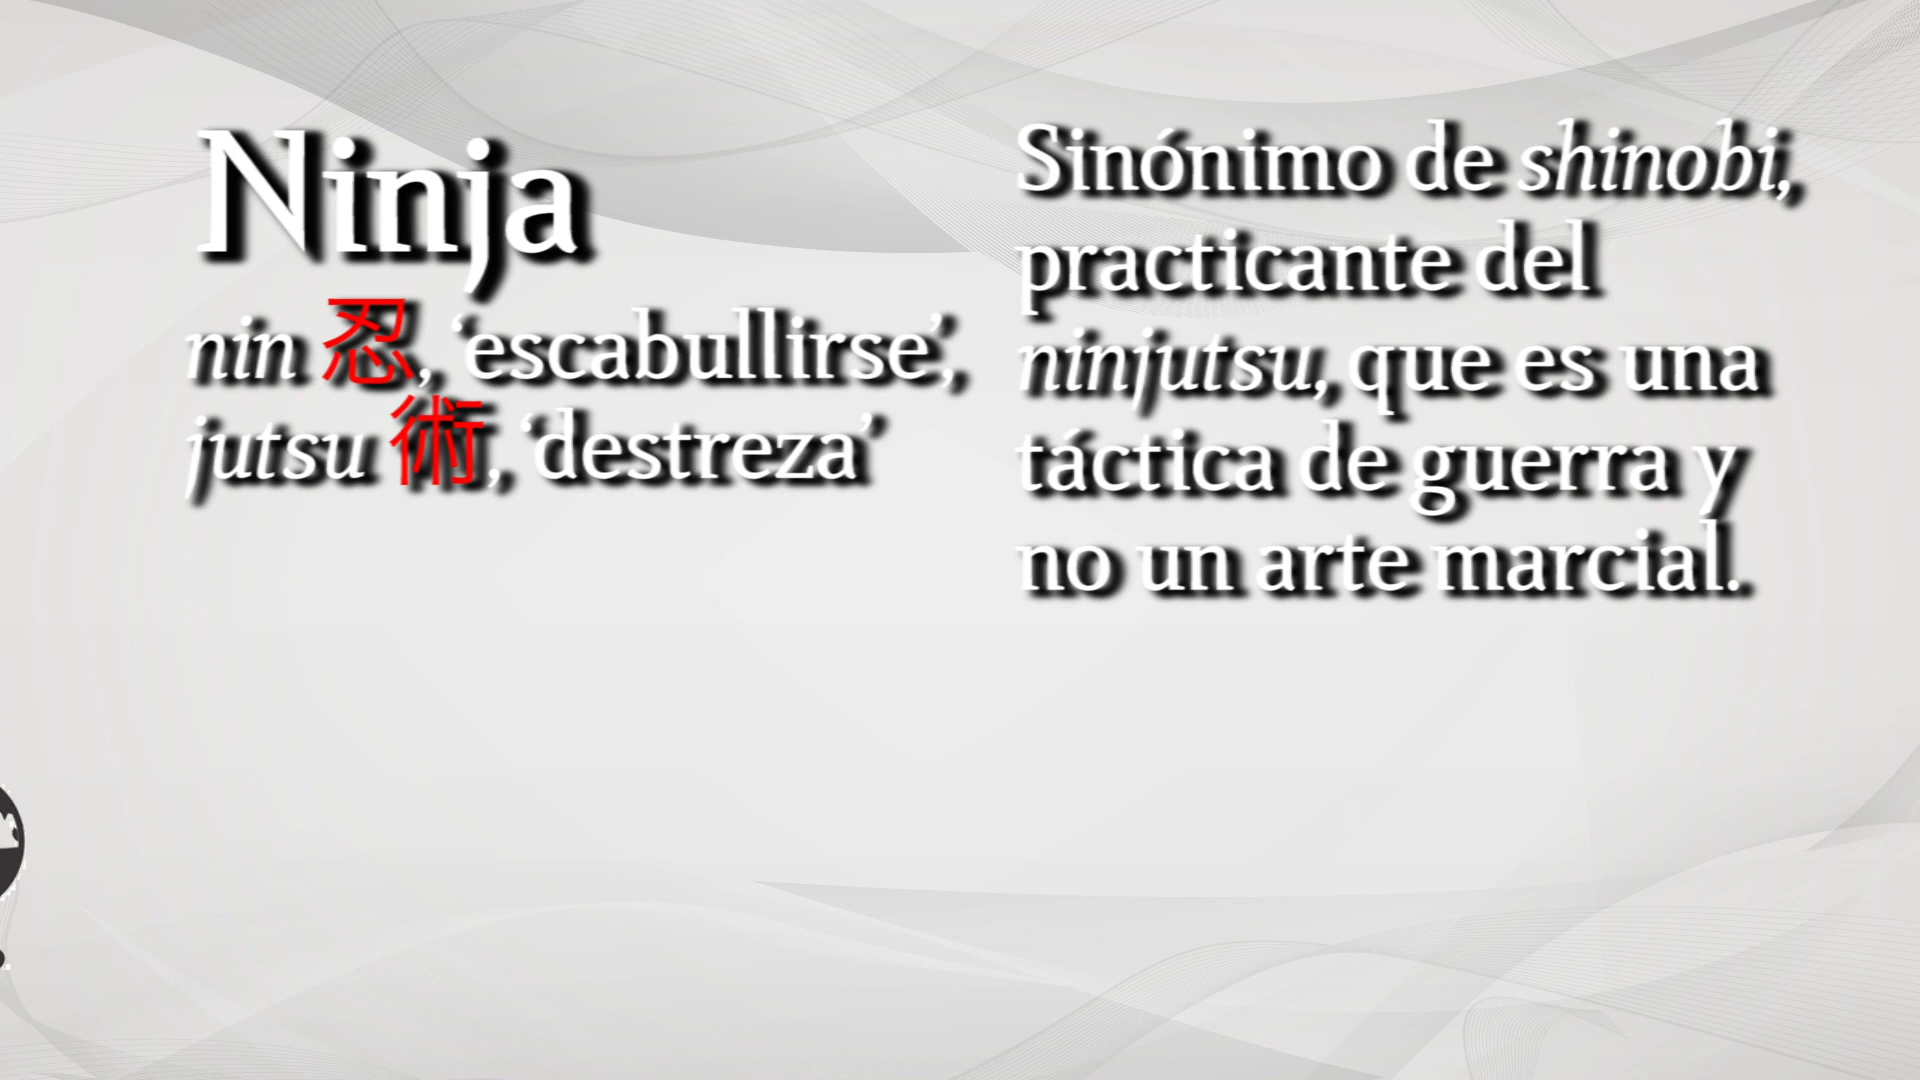 Ninja
nin 忍, ‘escabullirse’,
jutsu 術, ‘destreza’
Sinónimo de shinobi,
practicante del
ninjutsu, que es una
táctica de guerra y
no un arte marcial.